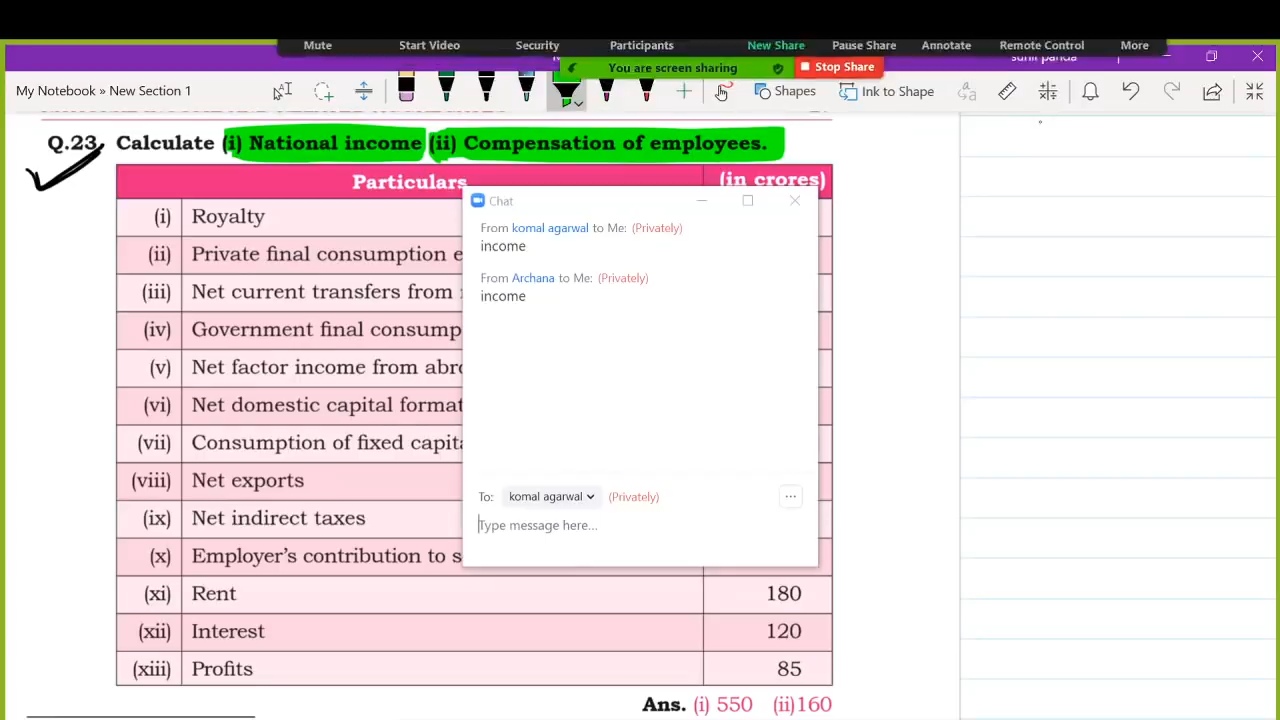 Mute Start Video Security Participants New Share Pause Share Annotate Remote Control More
You are screen sharing Stop Share
My Notebook » New Section 1 Shapes Ink to Shape
Q.23. Calculate (i) National income (ii) Compensation of employees.
Particulars (in crores)
(i) Royalty
(ii) Private final consumption e
(iii) Net current transfers from
(iv) Government final consump
(v) Net factor income from abro
(vi) Net domestic capital format
(vii) Consumption of fixed capita
(viii) Net exports
(ix) Net indirect taxes
(x) Employer's contribution to s
(xi) Rent 180
(xii) Interest 120
(xiii) Profits 85
Ans. (i) 550 (ii)160
Chat
From komal agarwal to Me: (Privately)
income
From Archana to Me: (Privately)
income
To: komal agarwal (Privately)
Type message here...